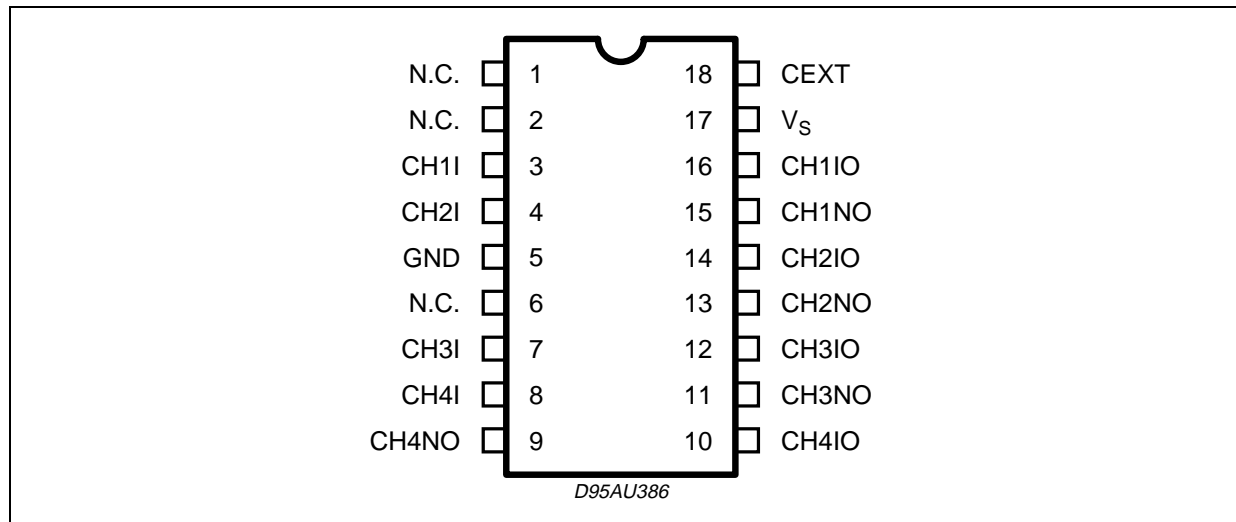 N.C. 1 18 CEXT
N.C. 2 17 VS
CH1I 3 16 CH1IO
CH2I 4 15 CH1NO
GND 5 14 CH2IO
N.C. 6 13 CH2NO
CH3I 7 12 CH3IO
CH4I 8 11 CH3NO
CH4NO 9 10 CH4IO
D95AU386